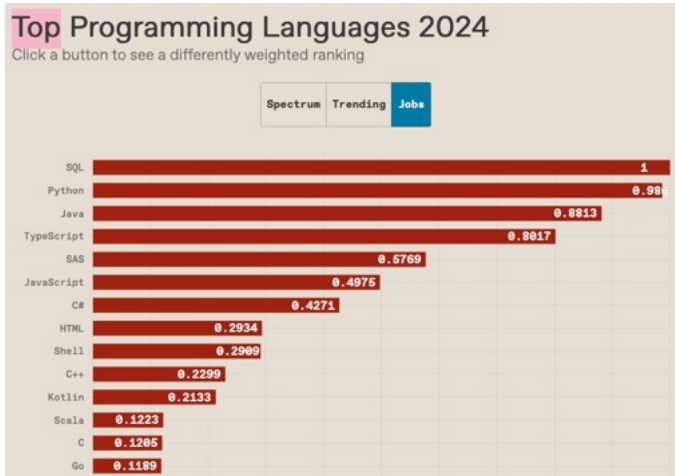 Top Programming Languages 2024
Click a button to see a differently weighted ranking
Spectrum Trending Jobs
SQL 1
Python 0.986
Java 0.8813
TypeScript 0.8017
SAS 0.5769
JavaScript 0.4975
C# 0.4271
HTML 0.2934
Shell 0.2909
C++ 0.2299
Kotlin 0.2133
Scala 0.1223
C 0.1205
Go 0.1189